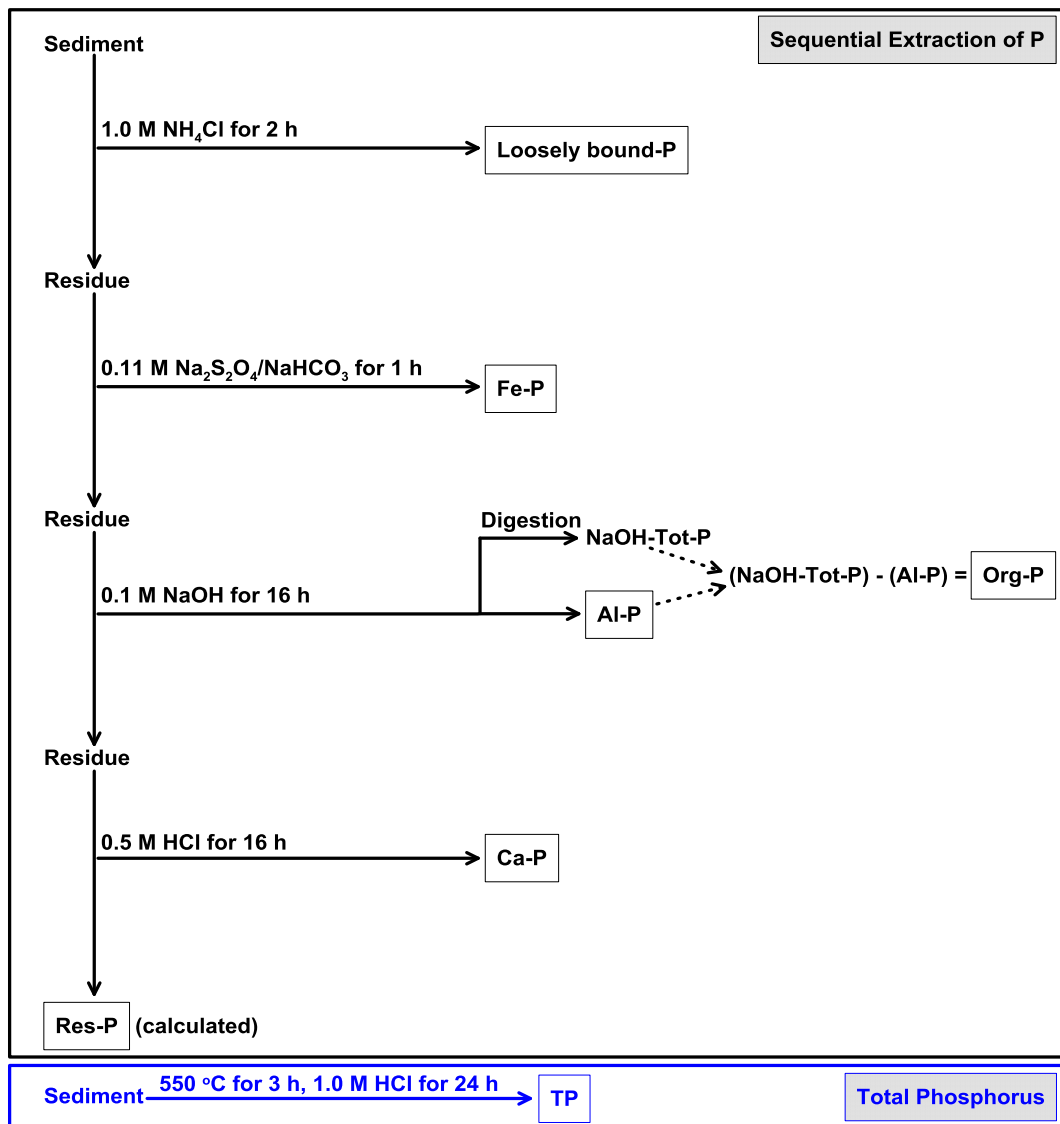 Sediment
Sequential Extraction of P
1.0 M NH₄Cl for 2 h
Loosely bound-P
Residue
0.11 M Na₂S₂O₄/NaHCO₃ for 1 h
Fe-P
Residue
Digestion
NaOH-Tot-P
(NaOH-Tot-P) - (Al-P) = Org-P
0.1 M NaOH for 16 h
Al-P
Residue
0.5 M HCl for 16 h
Ca-P
Res-P (calculated)
Sediment 550 °C for 3 h, 1.0 M HCl for 24 h TP
Total Phosphorus